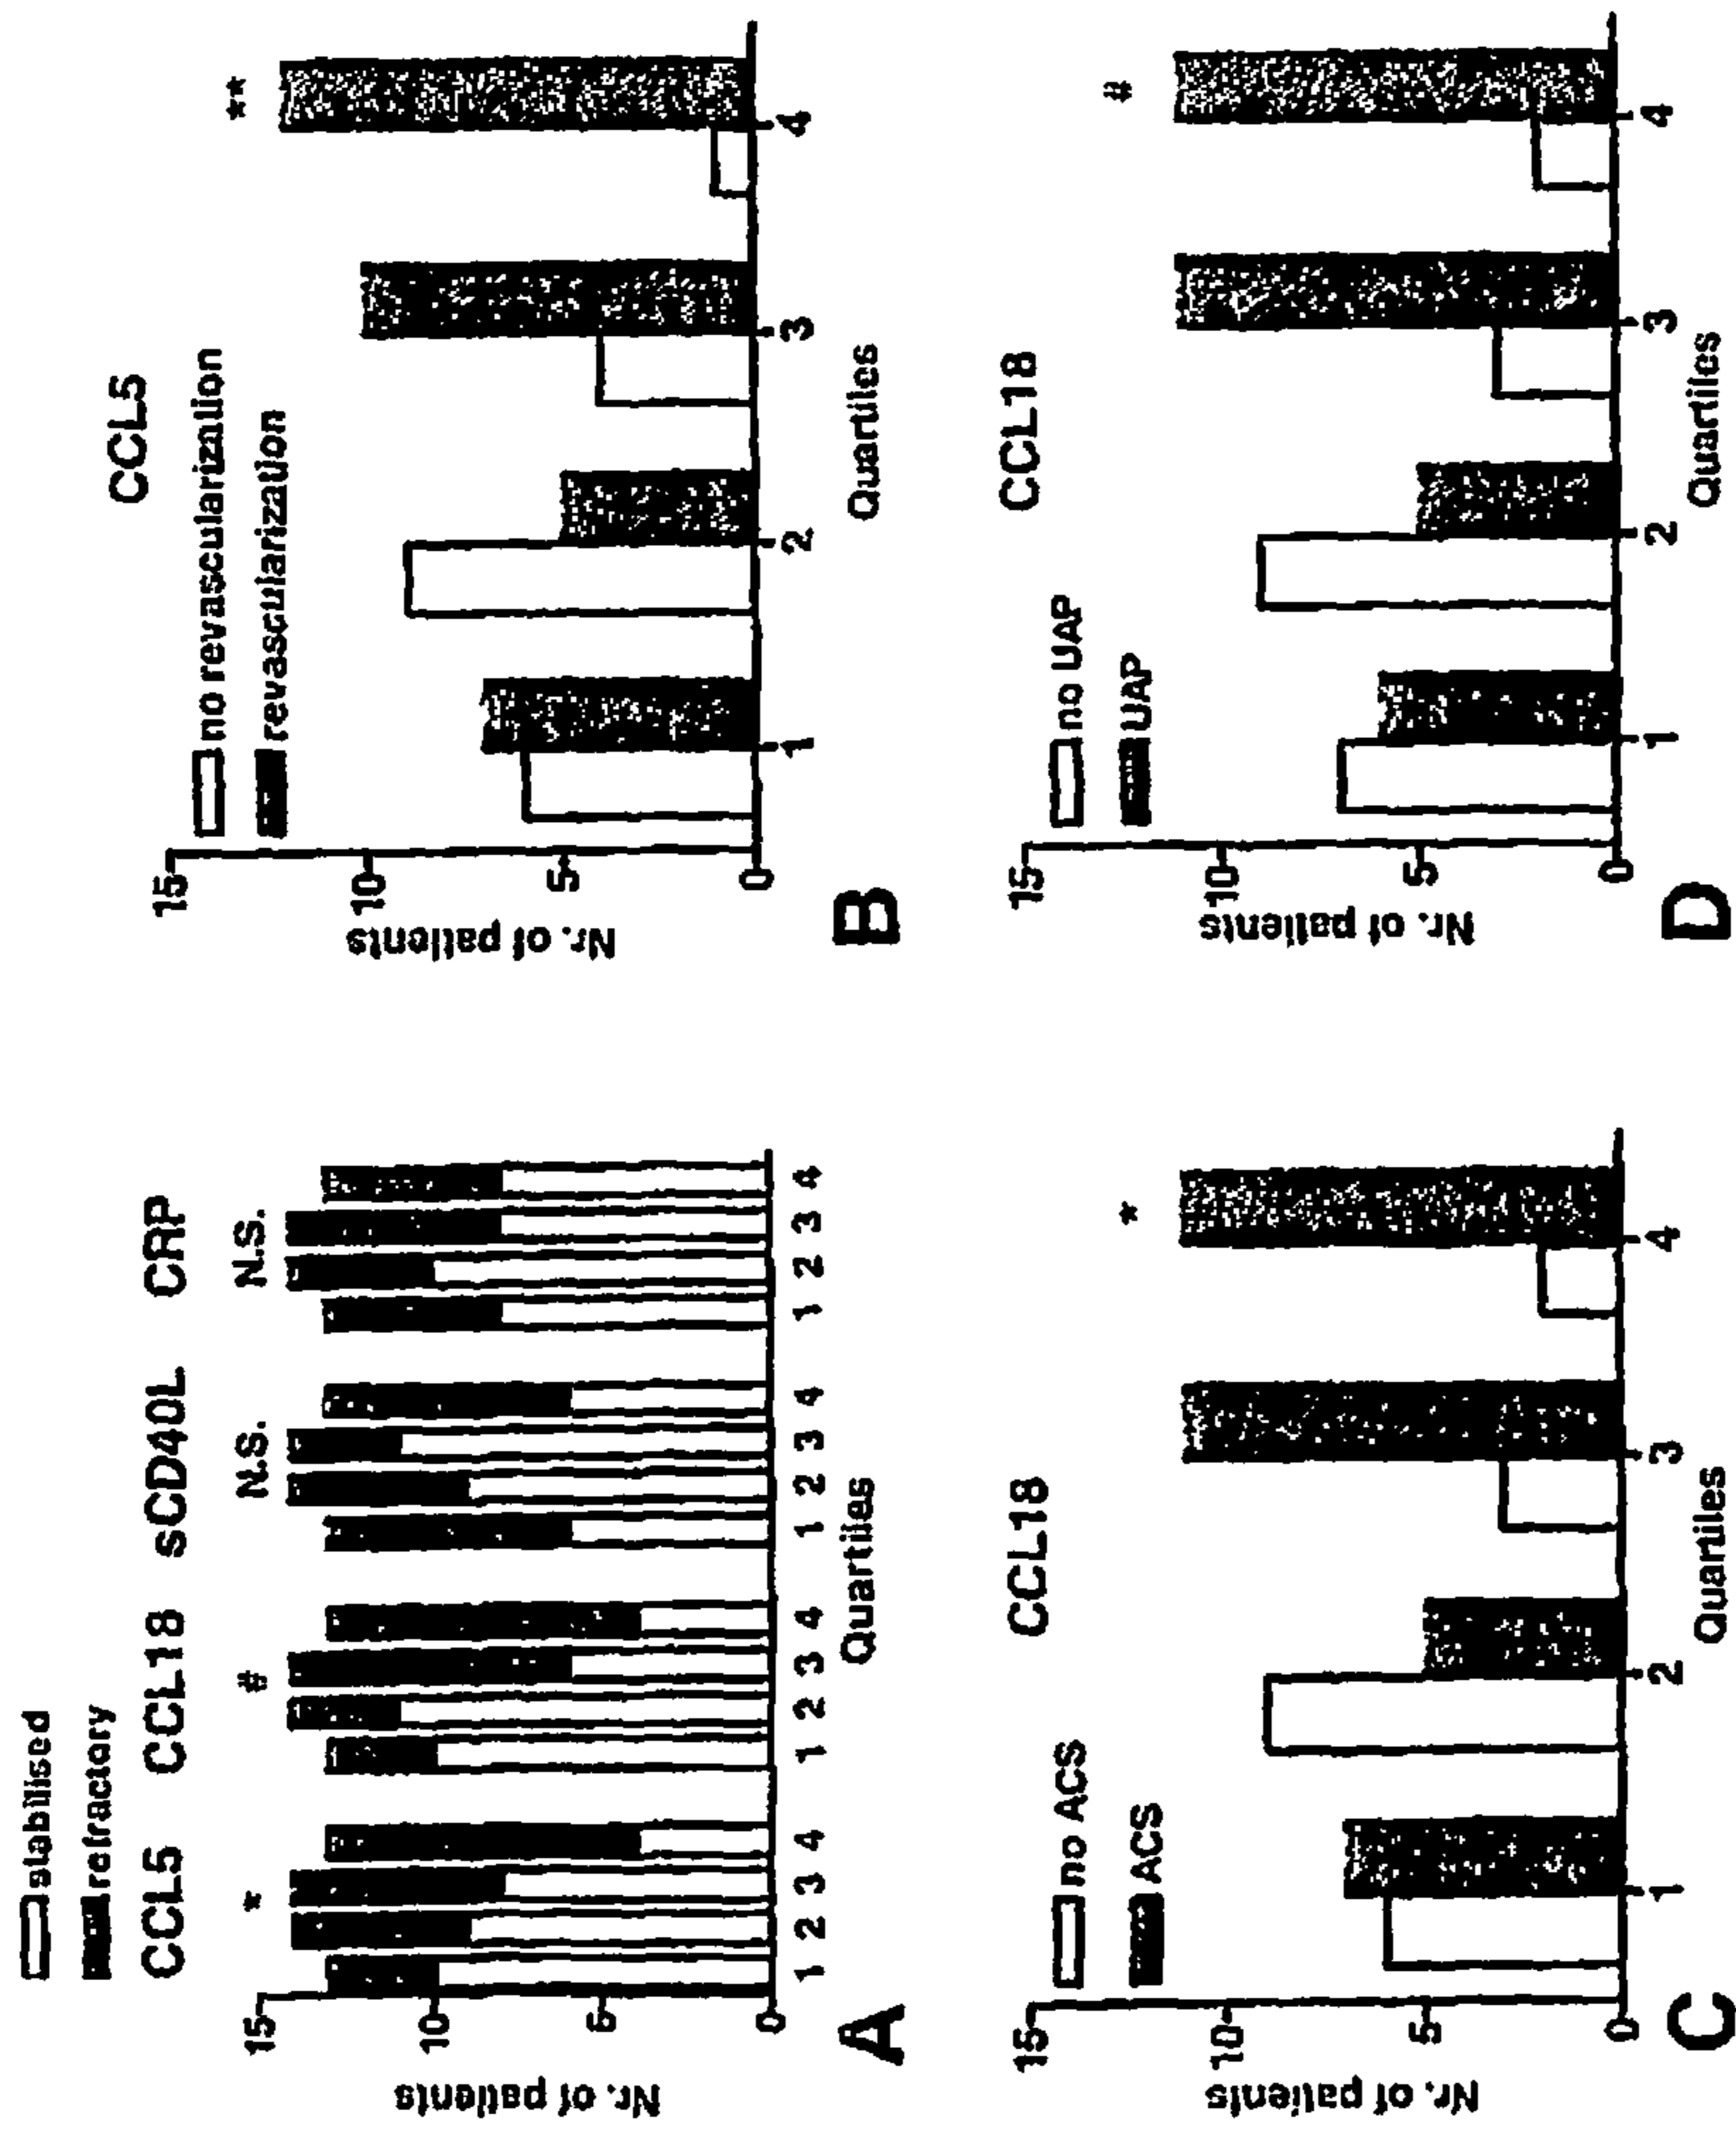 stabilised
refractory
CCL5 CCL18 sCD40L CRP
* # N.S. N.S.
15
10
5
0
Nr. of patients
1 2 3 4 1 2 3 4 1 2 3 4 1 2 3 4
Quartiles
A
CCL5
no revascularization
revascularization
**
15
10
5
0
Nr. of patients
1 2 3 4
Quartiles
B
CCL18
no ACS
ACS
*
15
10
5
0
Nr. of patients
1 2 3 4
Quartiles
C
CCL18
no UAP
UAP
#
15
10
5
0
Nr. of patients
1 2 3 4
Quartiles
D